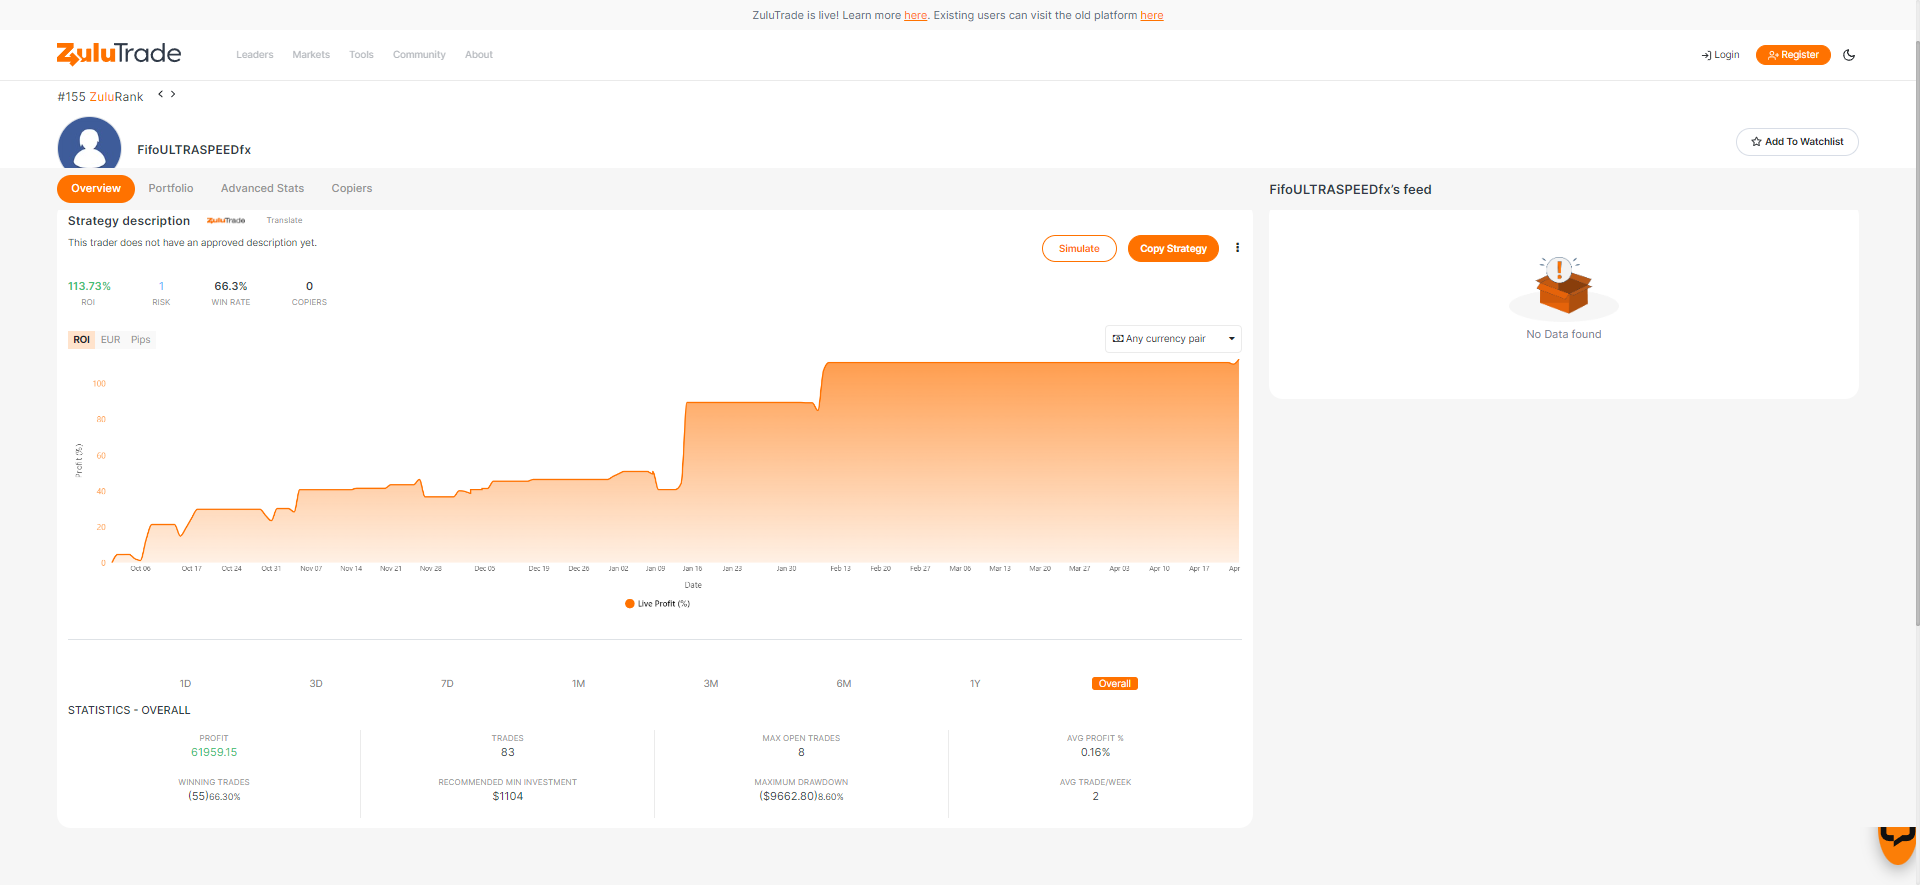 ZuluTrade is live! Learn more here. Existing users can visit the old platform here
ZuluTrade
Leaders Markets Tools Community About
Login Register
#155 ZuluRank < >
FifoULTRASPEEDfx
Add To Watchlist
Overview Portfolio Advanced Stats Copiers
FifoULTRASPEEDfx's feed
Strategy description ZuluTrade Translate
This trader does not have an approved description yet.
Simulate Copy Strategy
113.73% 1 66.3% 0
ROI RISK WIN RATE COPIERS
No Data found
ROI EUR Pips
Any currency pair
100
80
60
40
20
0
Profit (%)
Oct 06 Oct 17 Oct 24 Oct 31 Nov 07 Nov 14 Nov 21 Nov 28 Dec 05 Dec 19 Dec 26 Jan 02 Jan 09 Jan 16 Jan 23 Jan 30 Feb 13 Feb 20 Feb 27 Mar 06 Mar 13 Mar 20 Mar 27 Apr 03 Apr 10 Apr 17 Apr
Date
Live Profit (%)
1D 3D 7D 1M 3M 6M 1Y Overall
STATISTICS - OVERALL
PROFIT TRADES MAX OPEN TRADES AVG PROFIT %
61959.15 83 8 0.16%
WINNING TRADES RECOMMENDED MIN INVESTMENT MAXIMUM DRAWDOWN AVG TRADE/WEEK
(55)66.30% $1104 ($9662.80)8.60% 2